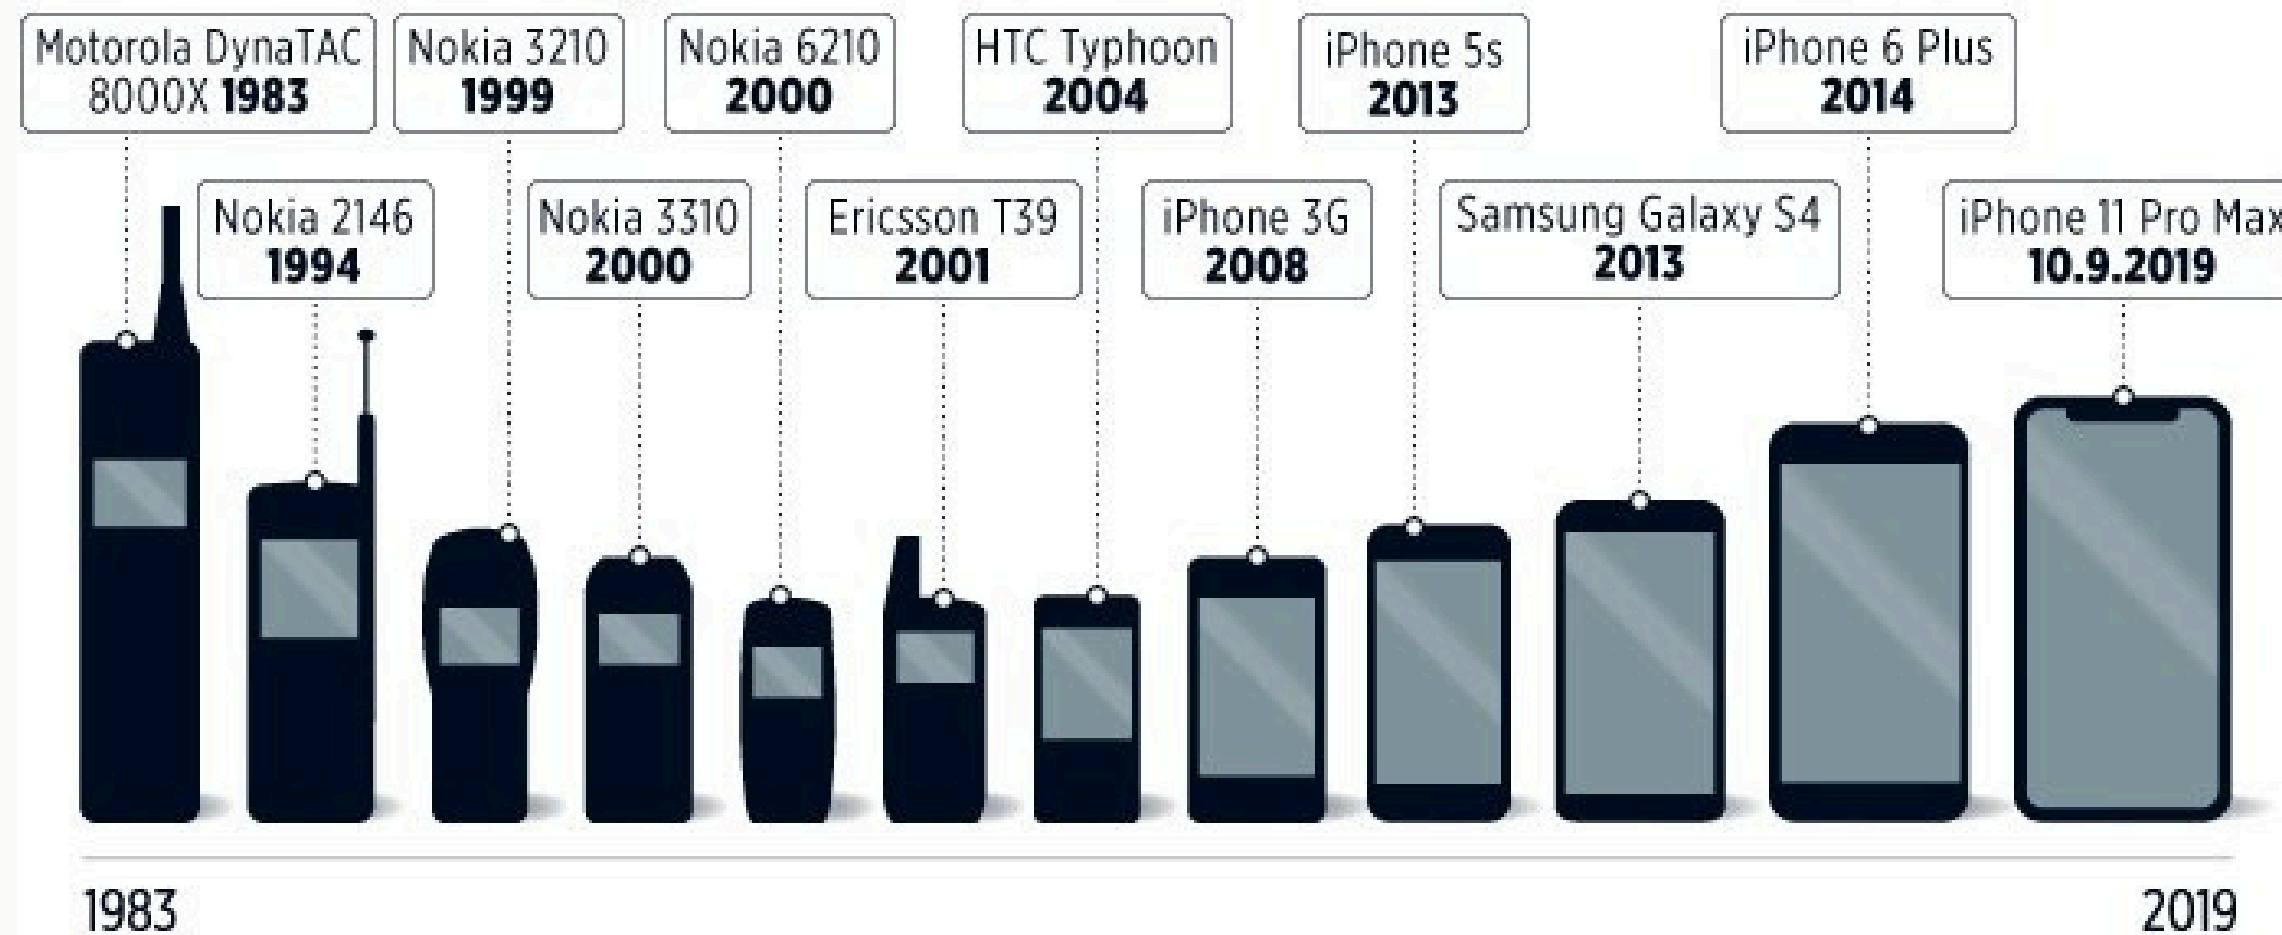 Motorola DynaTAC
8000X 1983
Nokia 3210
1999
Nokia 6210
2000
HTC Typhoon
2004
iPhone 5s
2013
iPhone 6 Plus
2014
Nokia 2146
1994
Nokia 3310
2000
Ericsson T39
2001
iPhone 3G
2008
Samsung Galaxy S4
2013
iPhone 11 Pro Max
10.9.2019
1983
2019